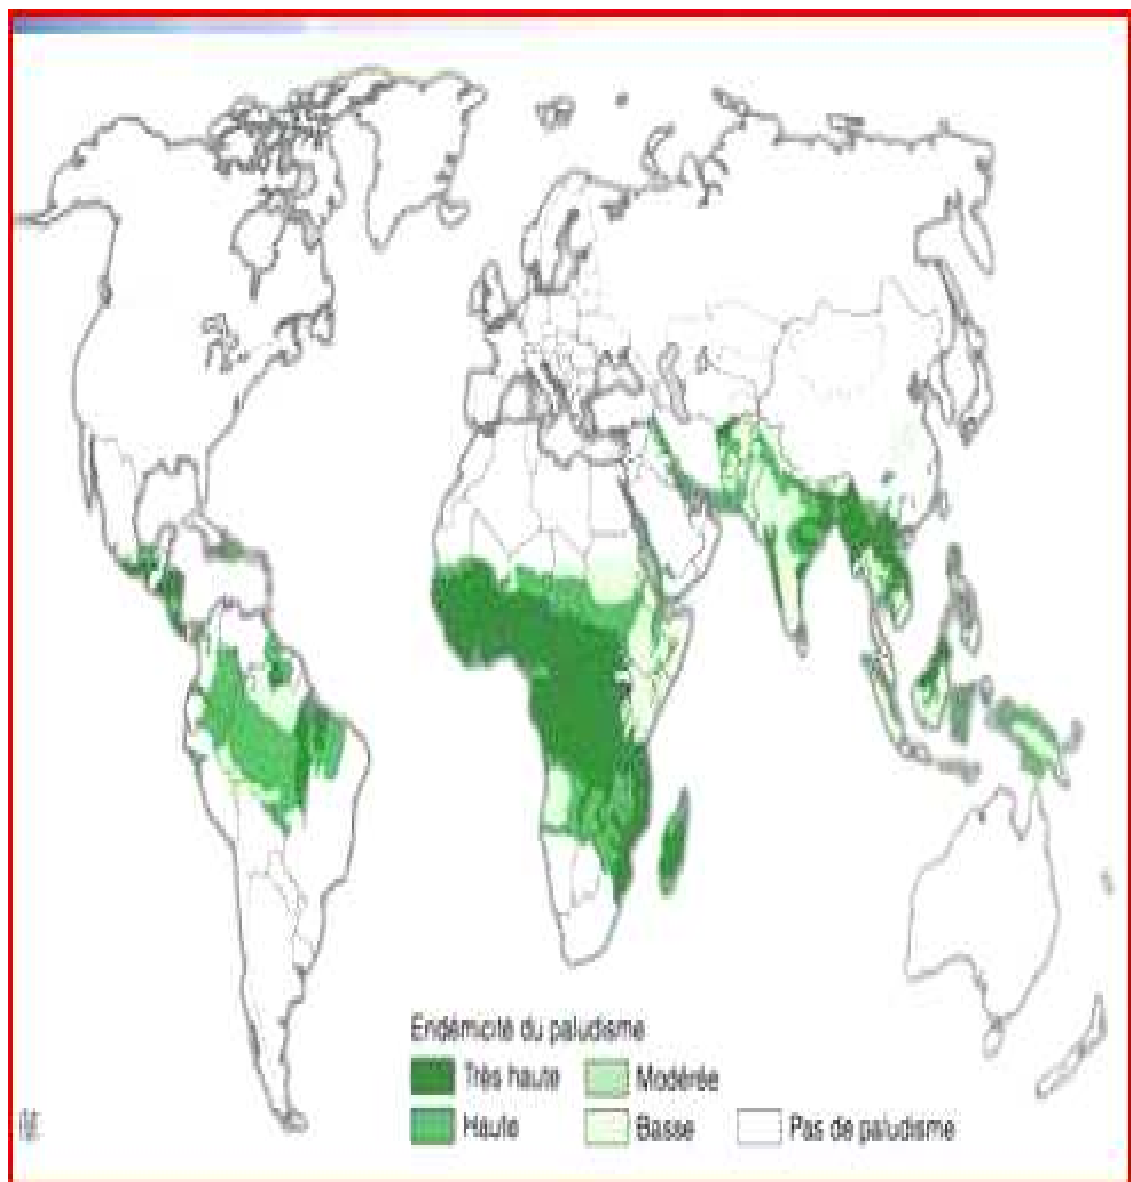 Endémicité du paludisme
Très haute
Modérée
Haute
Basse
Pas de paludisme